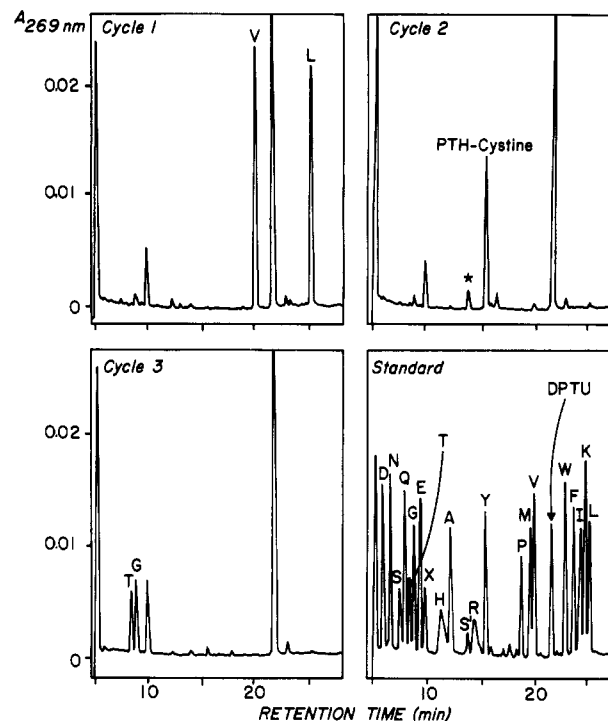 A269 nm
Cycle 1
V
L
0.02
0.01
0
Cycle 2
PTH-Cystine
*
Cycle 3
T
G
0.02
0.01
0
10
20
Standard
DPTU
D
N
Q
S
G
T
E
X
H
A
S'
R
Y
P
M
V
W
F
I
K
L
10
20
RETENTION TIME (min)